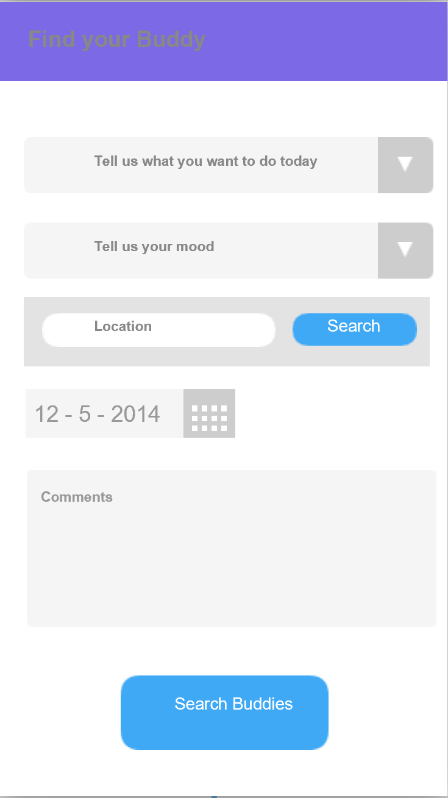 Find your Buddy
Tell us what you want to do today
Tell us your mood
Location
Search
12 - 5 - 2014
Comments
Search Buddies